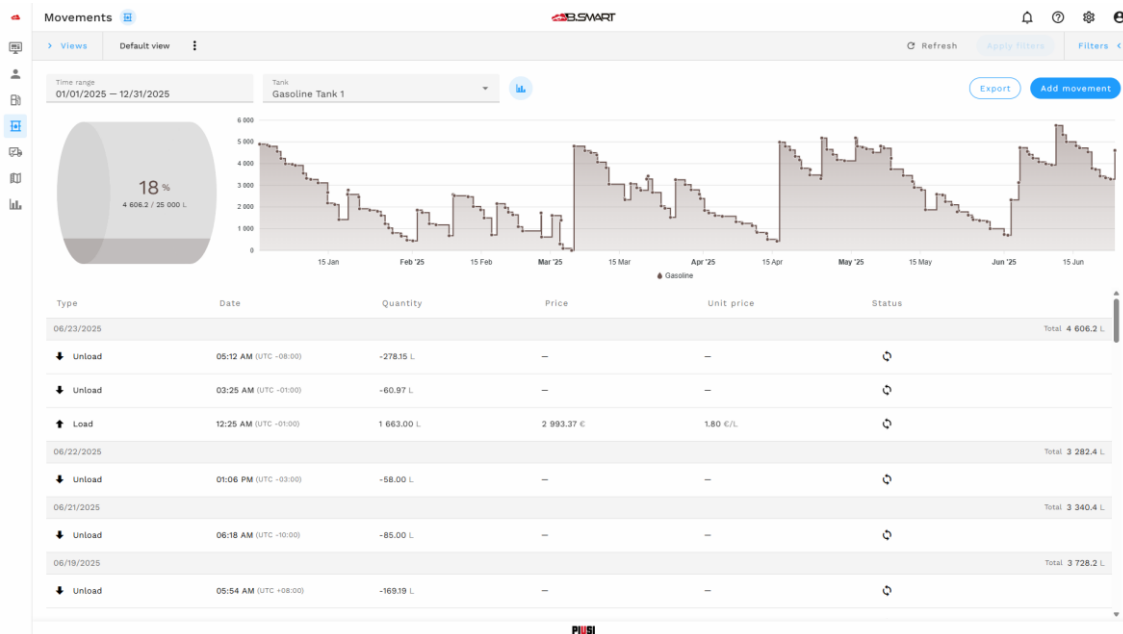 Movements
B.SMART
Views
Default view
Refresh
Apply filters
Filters
Time range
01/01/2025 — 12/31/2025
Tank
Gasoline Tank 1
Export
Add movement
18 %
4 606.2 / 25 000 L
6 000
5 000
4 000
3 000
2 000
1 000
0
15 Jan
Feb '25
15 Feb
Mar '25
15 Mar
Apr '25
15 Apr
May '25
15 May
Jun '25
15 Jun
Gasoline
Type Date Quantity Price Unit price Status
06/23/2025 Total 4 606.2 L
Unload 05:12 AM (UTC -08:00) -278.15 L — —
Unload 03:25 AM (UTC -01:00) -60.97 L — —
Load 12:25 AM (UTC -01:00) 1 663.00 L 2 993.37 € 1.80 €/L
06/22/2025 Total 3 282.4 L
Unload 01:06 PM (UTC -03:00) -58.00 L — —
06/21/2025 Total 3 340.4 L
Unload 06:18 AM (UTC -10:00) -85.00 L — —
06/19/2025 Total 3 728.2 L
Unload 05:54 AM (UTC +08:00) -169.19 L — —
PIUSI